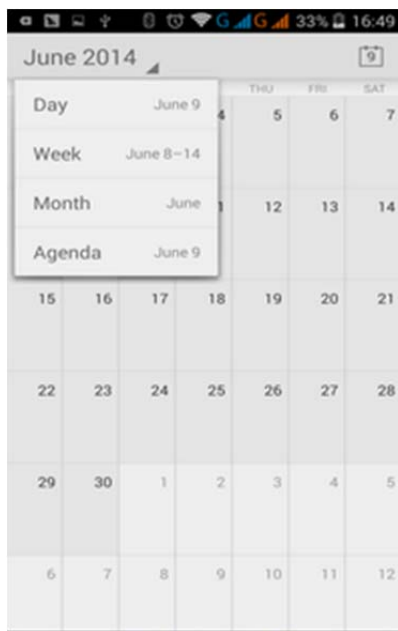 G G 33% 16:49
June 2014 9
THU FRI SAT
Day June 9
4 5 6 7
Week June 8–14
Month June
11 12 13 14
Agenda June 9
15 16 17 18 19 20 21
22 23 24 25 26 27 28
29 30 1 2 3 4 5
6 7 8 9 10 11 12